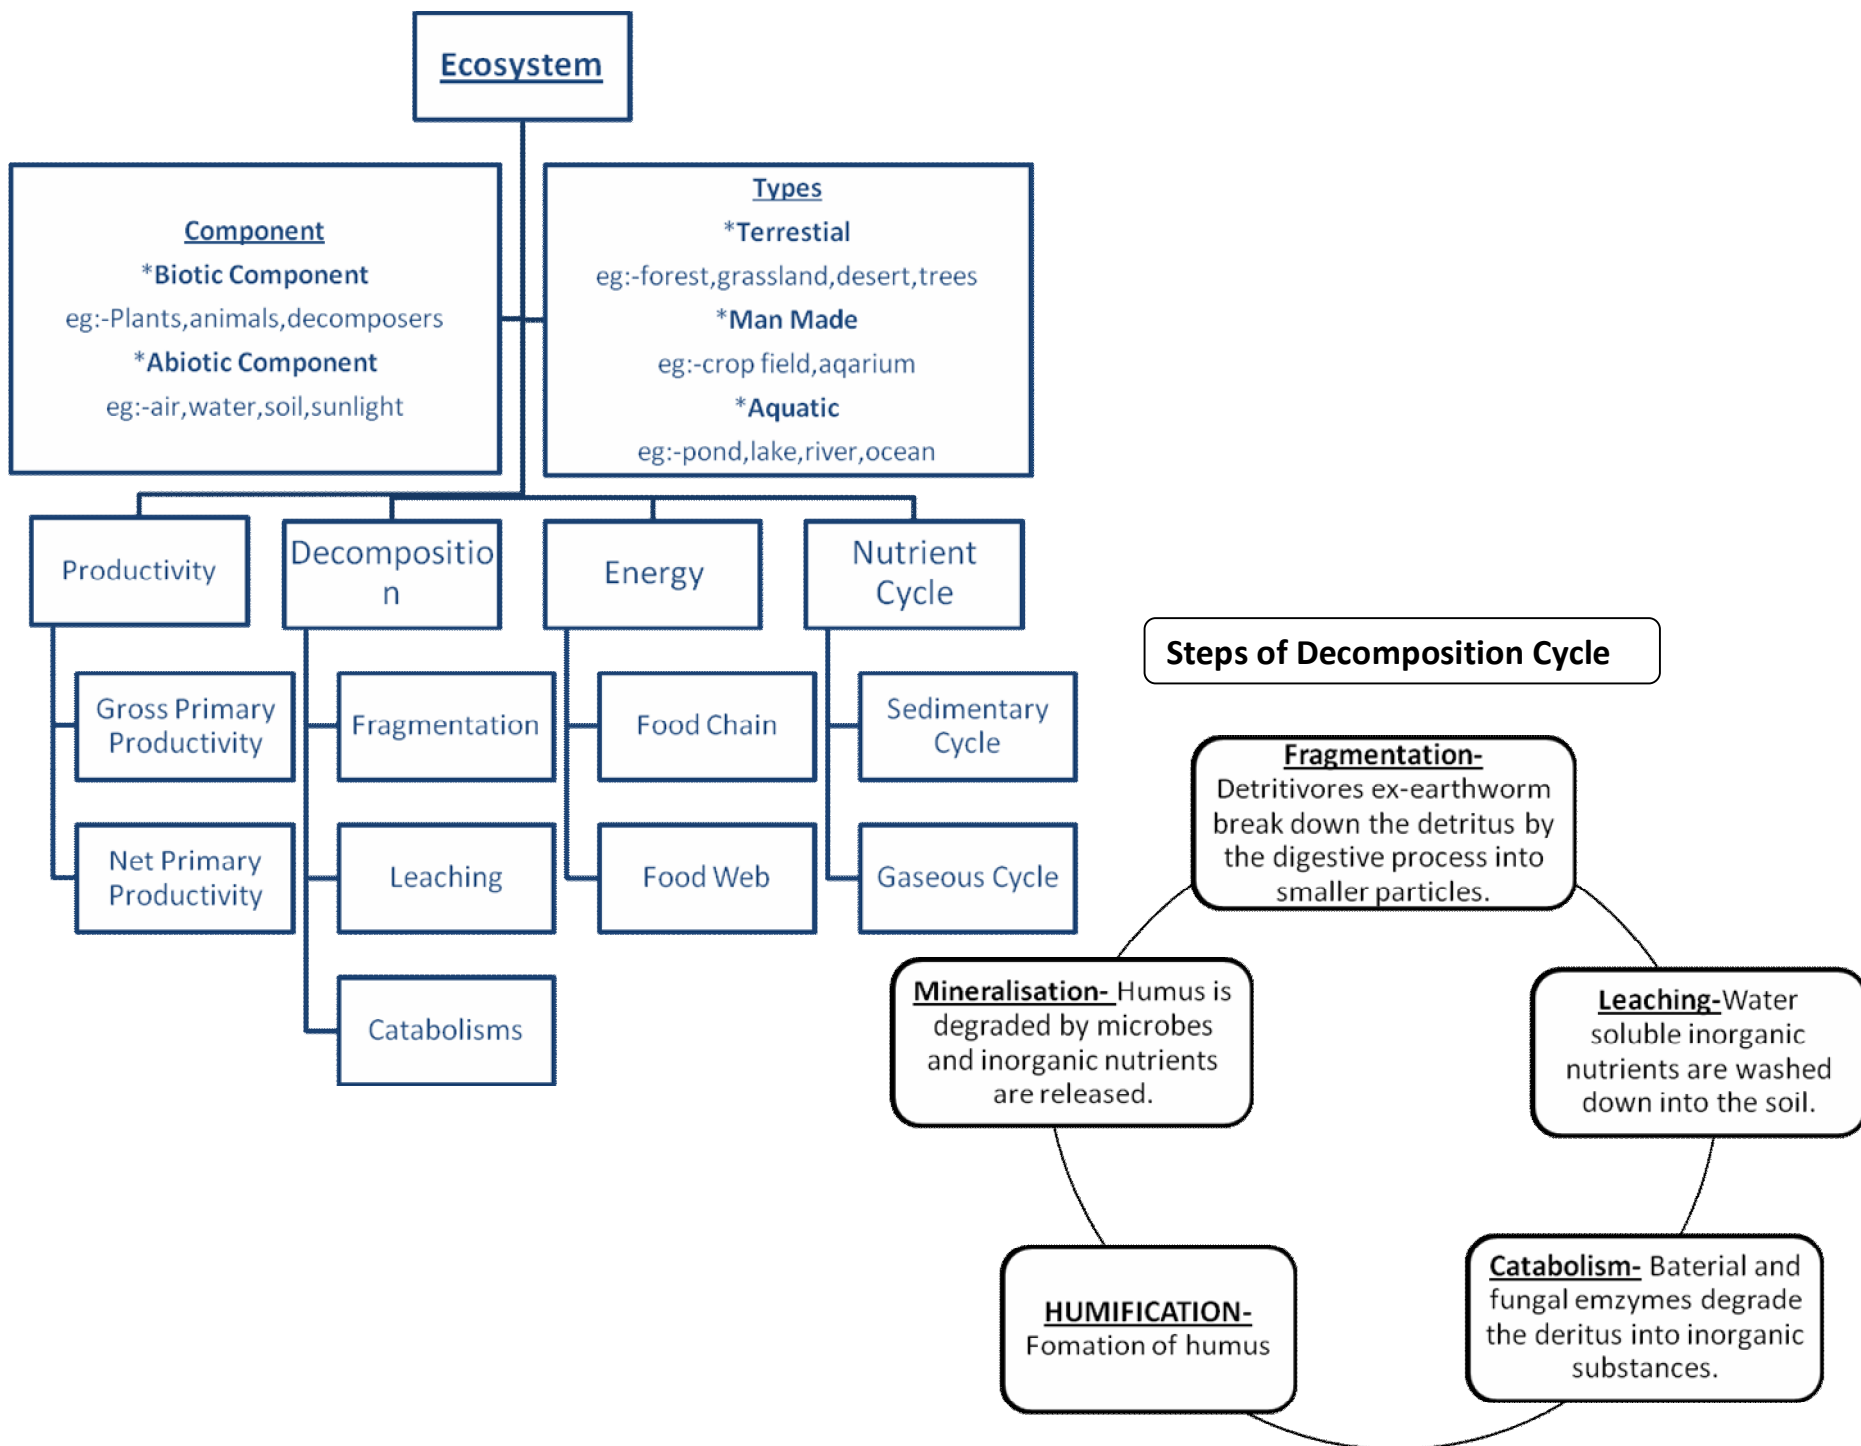 Ecosystem
Component
*Biotic Component
eg:-Plants,animals,decomposers
*Abiotic Component
eg:-air,water,soil,sunlight
Types
*Terrestial
eg:-forest,grassland,desert,trees
*Man Made
eg:-crop field,aqarium
*Aquatic
eg:-pond,lake,river,ocean
Productivity
Decompositio
n
Energy
Nutrient
Cycle
Gross Primary
Productivity
Net Primary
Productivity
Fragmentation
Leaching
Catabolisms
Food Chain
Food Web
Sedimentary
Cycle
Gaseous Cycle
Steps of Decomposition Cycle
Fragmentation-
Detritivores ex-earthworm
break down the detritus by
the digestive process into
smaller particles.
Leaching-Water
soluble inorganic
nutrients are washed
down into the soil.
Catabolism- Baterial and
fungal emzymes degrade
the deritus into inorganic
substances.
HUMIFICATION-
Fomation of humus
Mineralisation- Humus is
degraded by microbes
and inorganic nutrients
are released.